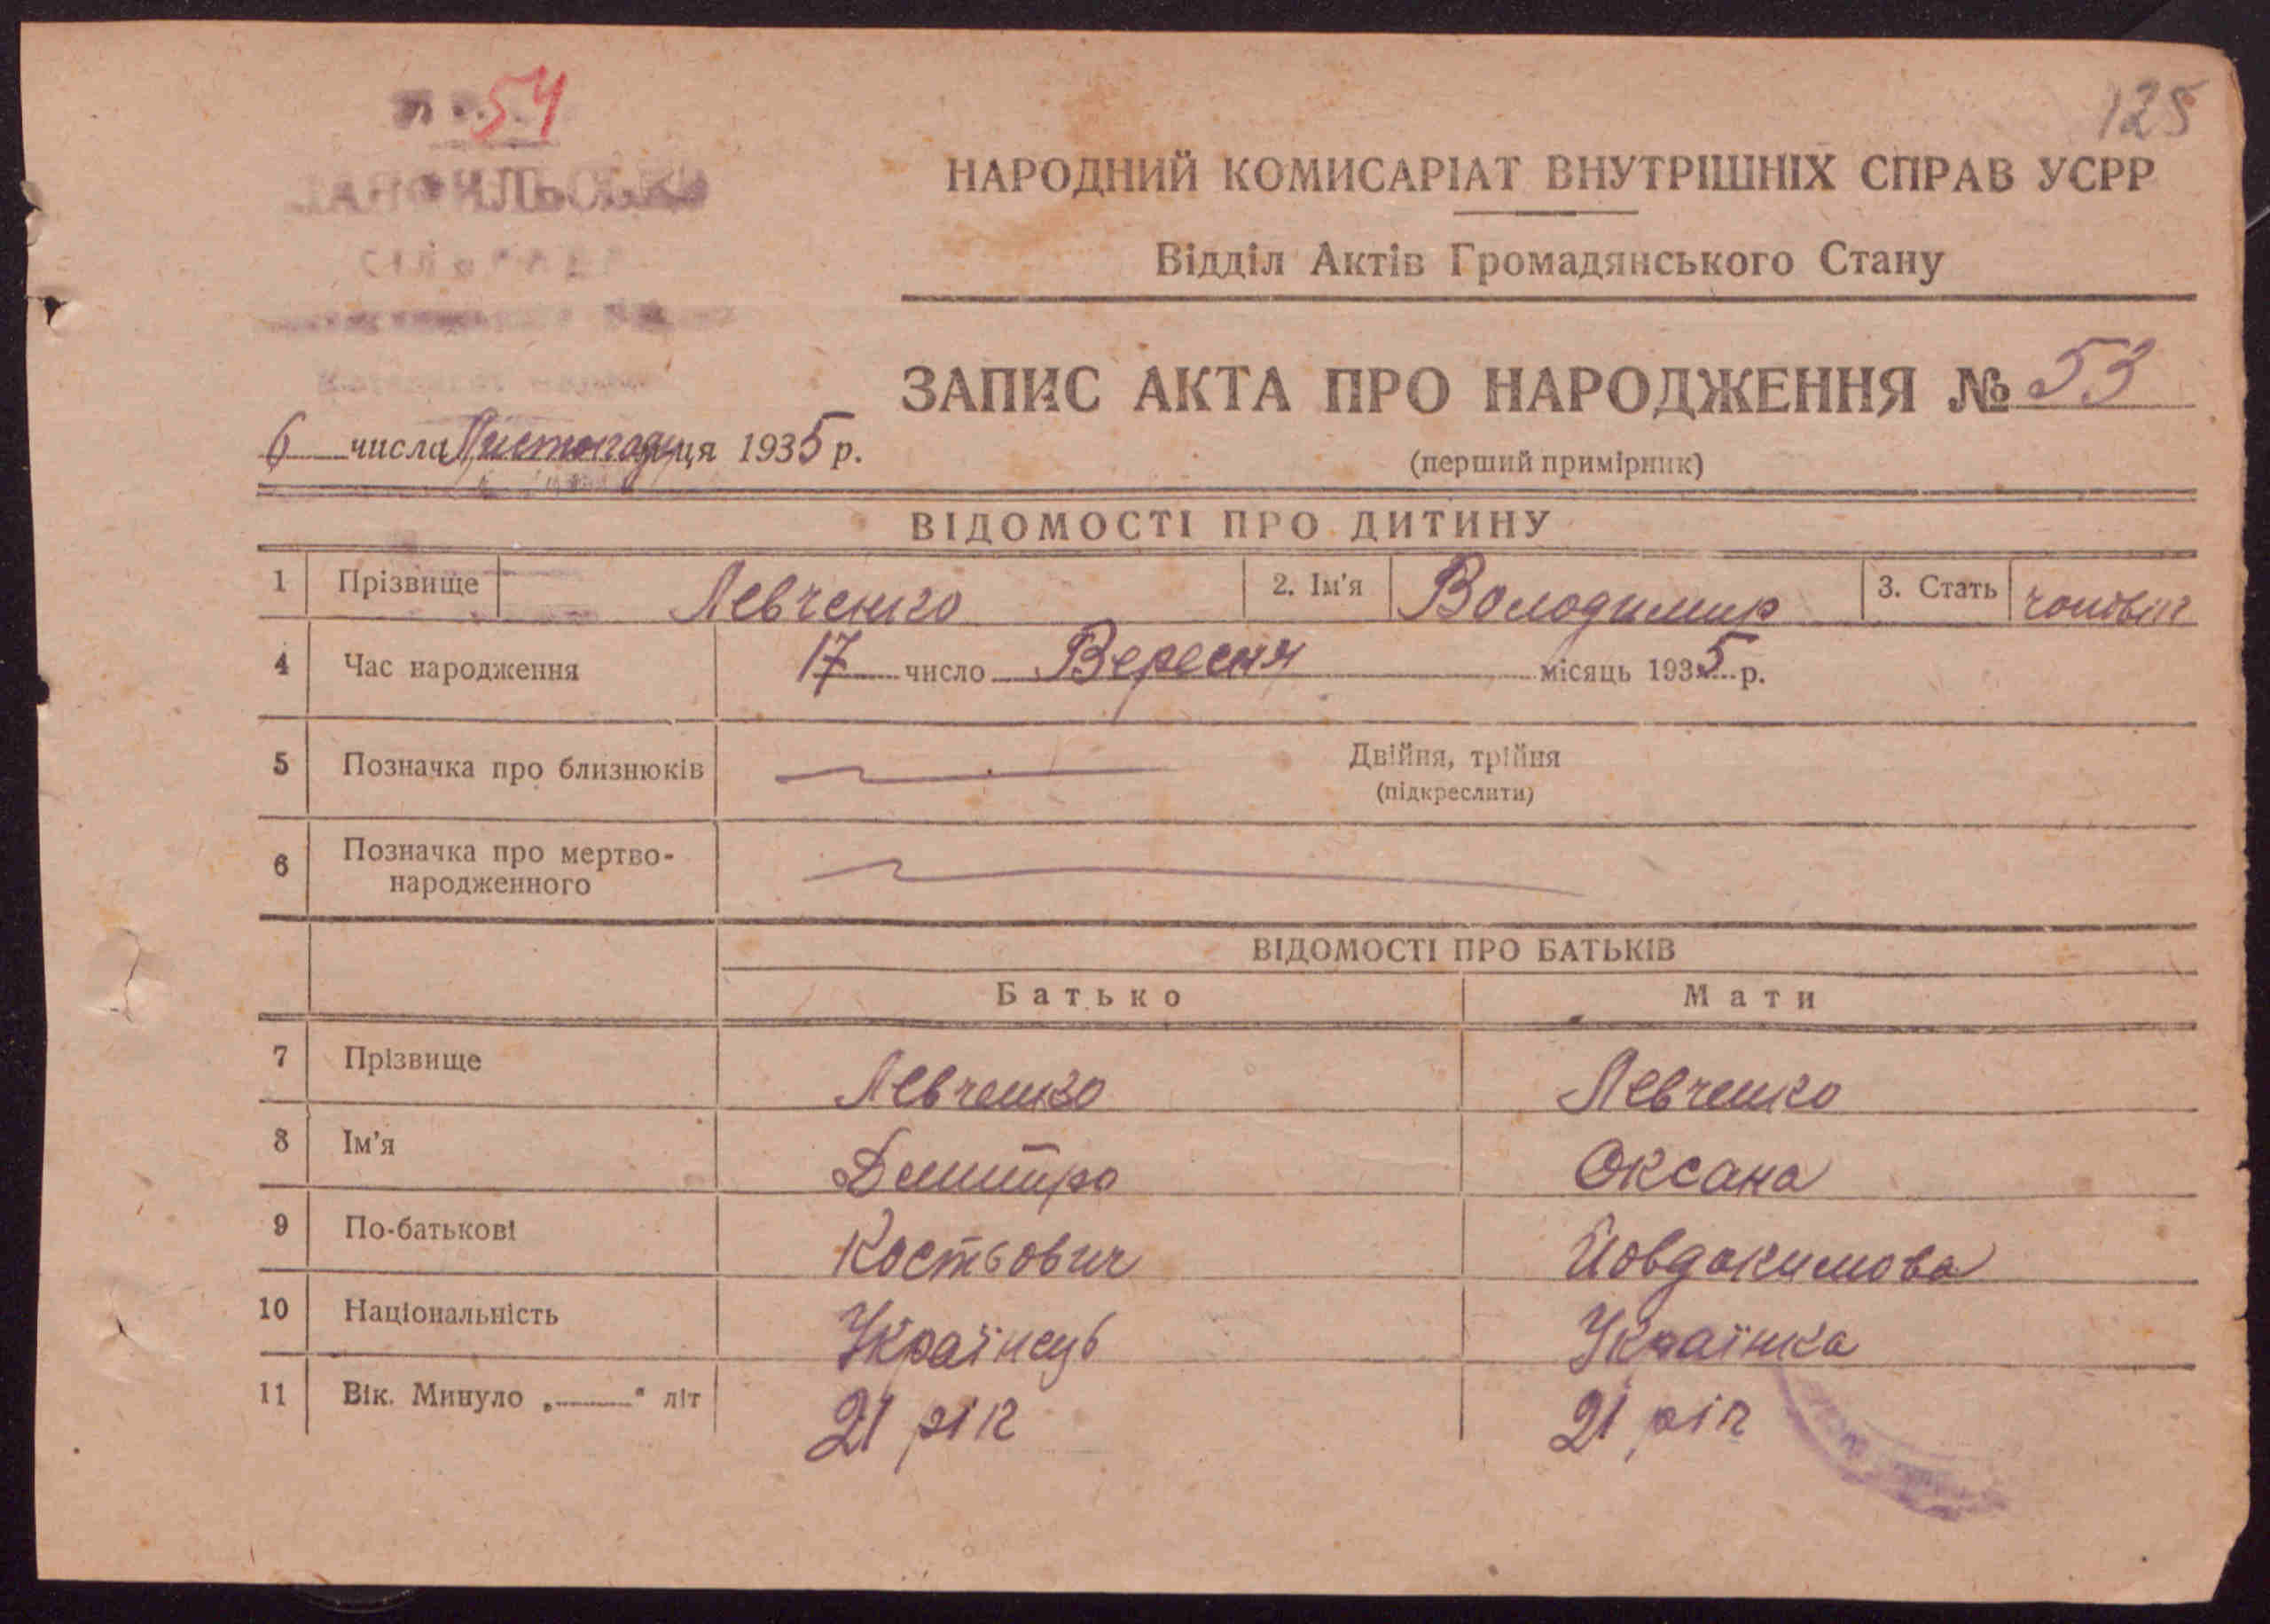 54
125
НАРОДНИЙ КОМИСАРІАТ ВНУТРІШНІХ СПРАВ УСРР
Відділ Актів Громадянського Стану
ЗАПИС АКТА ПРО НАРОДЖЕННЯ № 53
(перший примірник)
6 числа Листопада ця 1935 р.
ВІДОМОСТІ ПРО ДИТИНУ
1 Прізвище Левченко 2. Ім'я Володимир 3. Стать чоловіч
4 Час народження 17 число Вересня місяць 1935 р.
5 Позначка про близнюків Двійня, трійня
(підкреслити)
6 Позначка про мертво-
народженного
ВІДОМОСТІ ПРО БАТЬКІВ
Батько Мати
7 Прізвище Левченко Левченко
8 Ім'я Дмитро Оксана
9 По-батькові Костьович Йовдокимова
10 Національність Українець Українка
11 Вік. Минуло „ “ літ 21 рік 21 рік